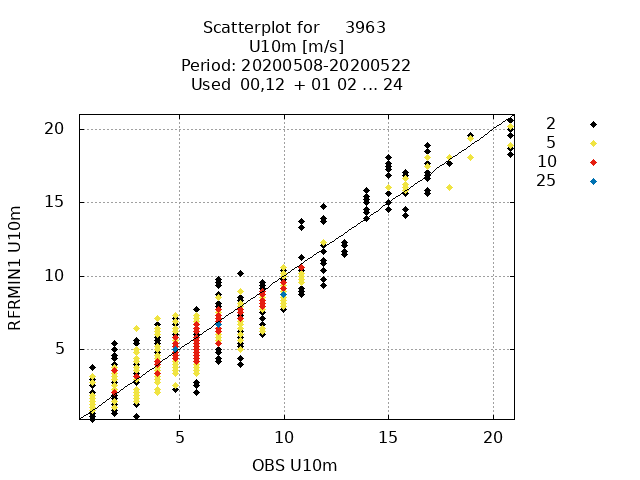 Scatterplot for 3963
U10m [m/s]
Period: 20200508-20200522
Used 00,12 + 01 02 ... 24
20
15
10
5
RFRMIN1 U10m
5 10 15 20
OBS U10m
2
5
10
25